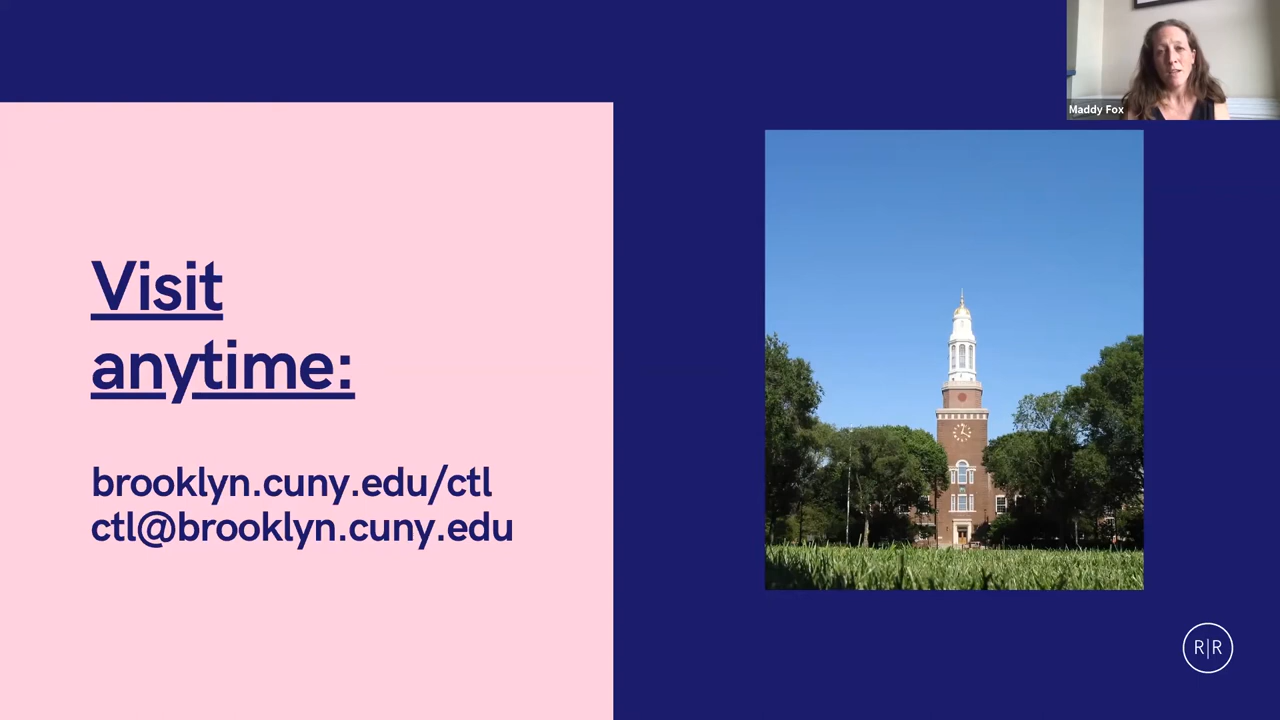 Maddy Fox
Visit
anytime:
brooklyn.cuny.edu/ctl
ctl@brooklyn.cuny.edu
R|R